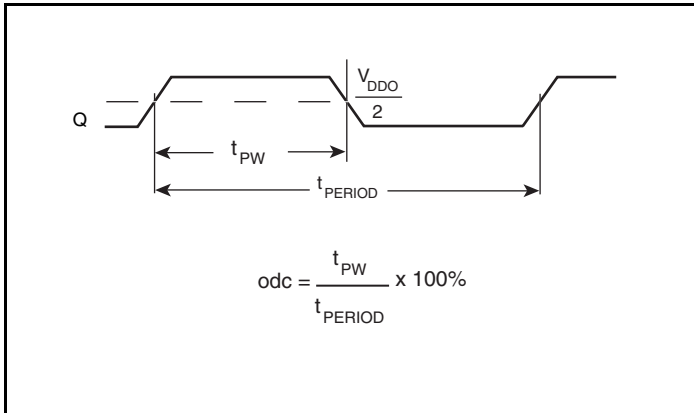 V_DDO
2
Q
t_PW
t_PERIOD
odc = t_PW / t_PERIOD x 100%